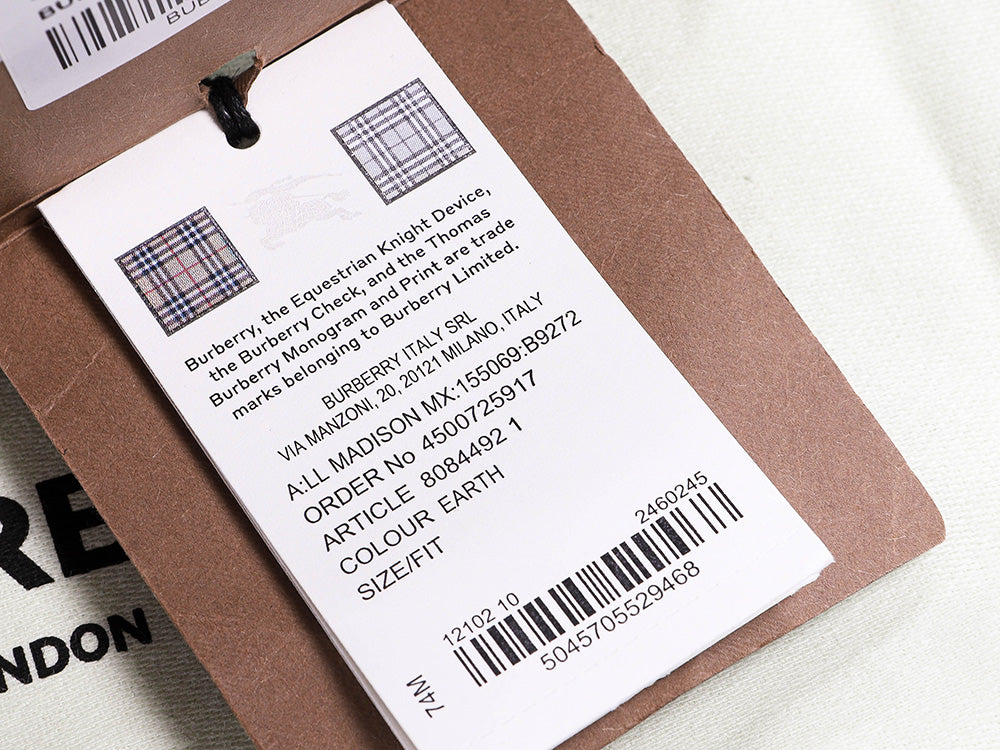 Burberry, the Equestrian Knight Device,
the Burberry Check, and the Thomas
Burberry Monogram and Print are trade
marks belonging to Burberry Limited.
BURBERRY ITALY SRL
VIA MANZONI, 20, 20121 MILANO, ITALY
A:LL MADISON MX:155069:B9272
ORDER No 4500725917
ARTICLE 8084492 1
COLOUR EARTH
SIZE/FIT
12102 10 2460245
5045705529468
74M
RE
NDON